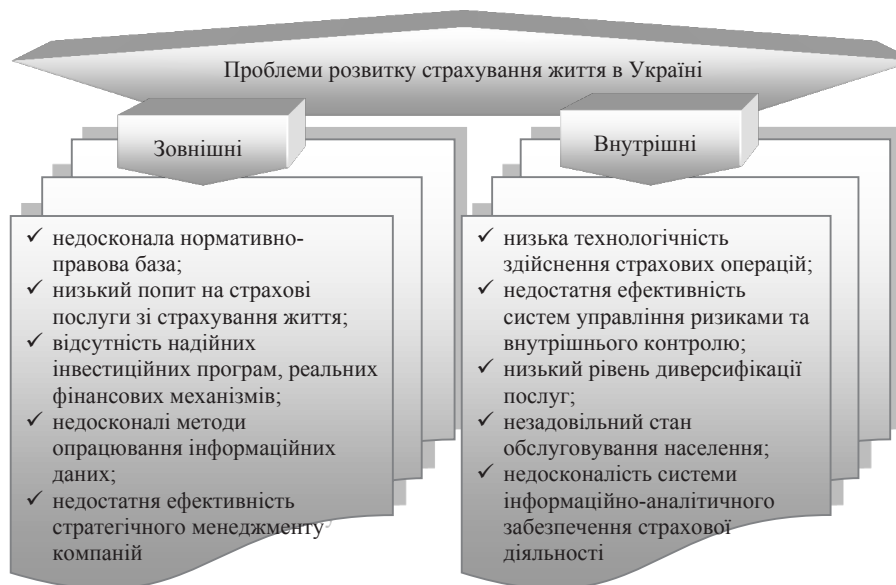 Проблеми розвитку страхування життя в Україні
Зовнішні
✓ недосконала нормативно-
правова база;
✓ низький попит на страхові
послуги зі страхування життя;
✓ відсутність надійних
інвестиційних програм, реальних
фінансових механізмів;
✓ недосконалі методи
опрацювання інформаційних
даних;
✓ недостатня ефективність
стратегічного менеджменту
компаній
Внутрішні
✓ низька технологічність
здійснення страхових операцій;
✓ недостатня ефективність
систем управління ризиками та
внутрішнього контролю;
✓ низький рівень диверсифікації
послуг;
✓ незадовільний стан
обслуговування населення;
✓ недосконалість системи
інформаційно-аналітичного
забезпечення страхової
діяльності